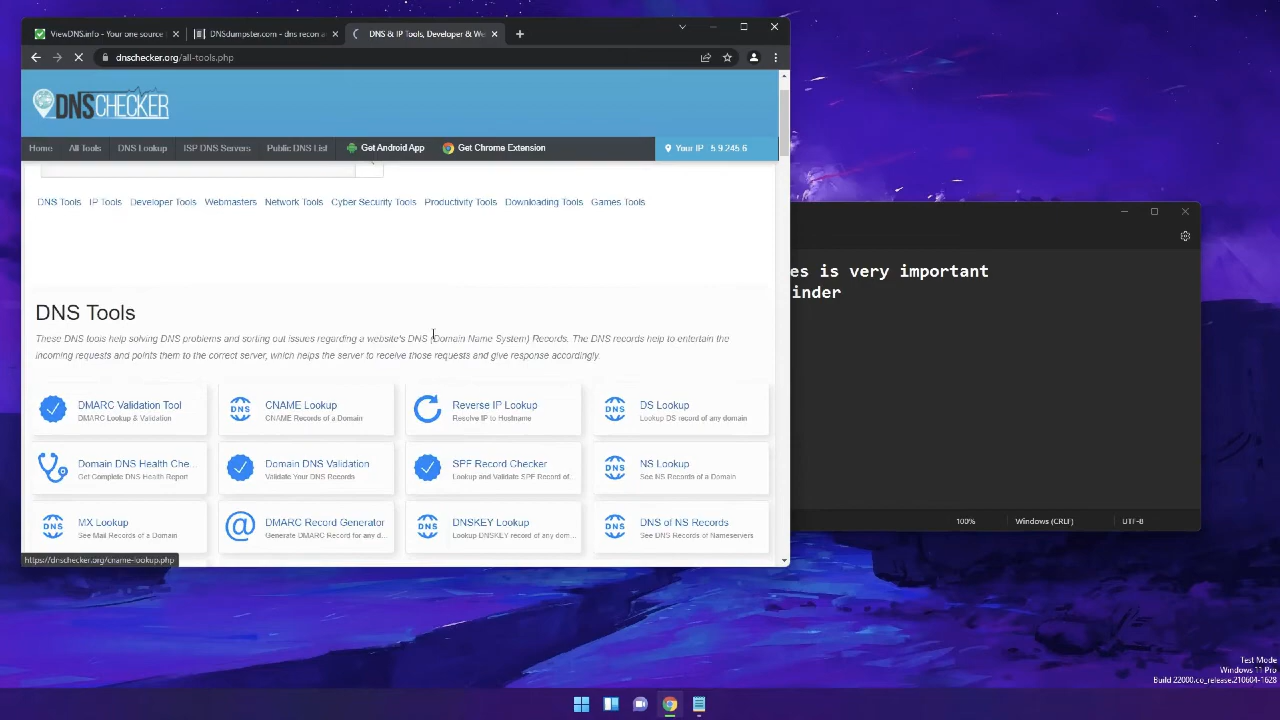 ViewDNS.info - Your one source
DNSdumpster.com - dns recon a
DNS & IP Tools, Developer & We
dnschecker.org/all-tools.php
DNSCHECKER
Home All Tools DNS Lookup ISP DNS Servers Public DNS List Get Android App Get Chrome Extension Your IP 5.9.245.6
DNS Tools IP Tools Developer Tools Webmasters Network Tools Cyber Security Tools Productivity Tools Downloading Tools Games Tools
DNS Tools
These DNS tools help solving DNS problems and sorting out issues regarding a website's DNS (Domain Name System) Records. The DNS records help to entertain the
incoming requests and points them to the correct server, which helps the server to receive those requests and give response accordingly.
DMARC Validation Tool
DMARC Lookup & Validation
CNAME Lookup
CNAME Records of a Domain
Reverse IP Lookup
Resolve IP to Hostname
DS Lookup
Lookup DS record of any domain
Domain DNS Health Che...
Get Complete DNS Health Report
Domain DNS Validation
Validate Your DNS Records
SPF Record Checker
Lookup and Validate SPF Record of.
NS Lookup
See NS Records of a Domain
MX Lookup
See Mail Records of a Domain
DMARC Record Generator
Generate DMARC Record for any d...
DNSKEY Lookup
Lookup DNSKEY record of any dom...
DNS of NS Records
See DNS Records of Nameservers
DNS
DNS
DNS
DNS
DNS
DNS
https://dnschecker.org/cname-lookup.php
es is very important
inder
100% Windows (CRLF) UTF-8
Test Mode
Windows 11 Pro
Build 22000.co_release.210604-1628